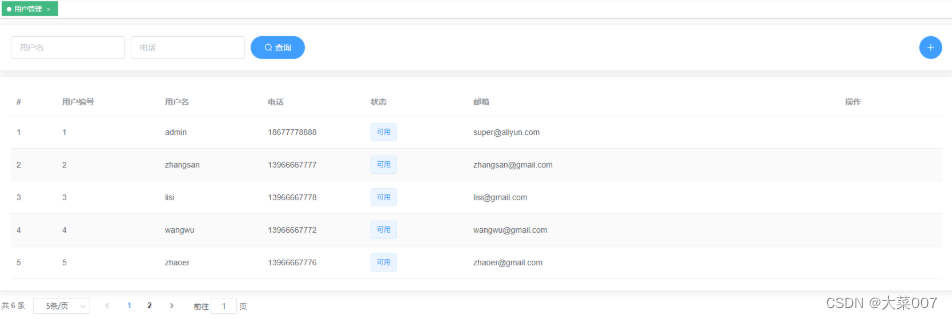 用户管理 ×
用户名 电话 查询 +
# 用户编号 用户名 电话 状态 邮箱 操作
1 1 admin 18677778888 可用 super@aliyun.com
2 2 zhangsan 13966667777 可用 zhangsan@gmail.com
3 3 lisi 13966667778 可用 lisi@gmail.com
4 4 wangwu 13966667772 可用 wangwu@gmail.com
5 5 zhaoer 13966667776 可用 zhaoer@gmail.com
共 6 条 5条/页 < 1 2 > 前往 1 页
CSDN @大菜007